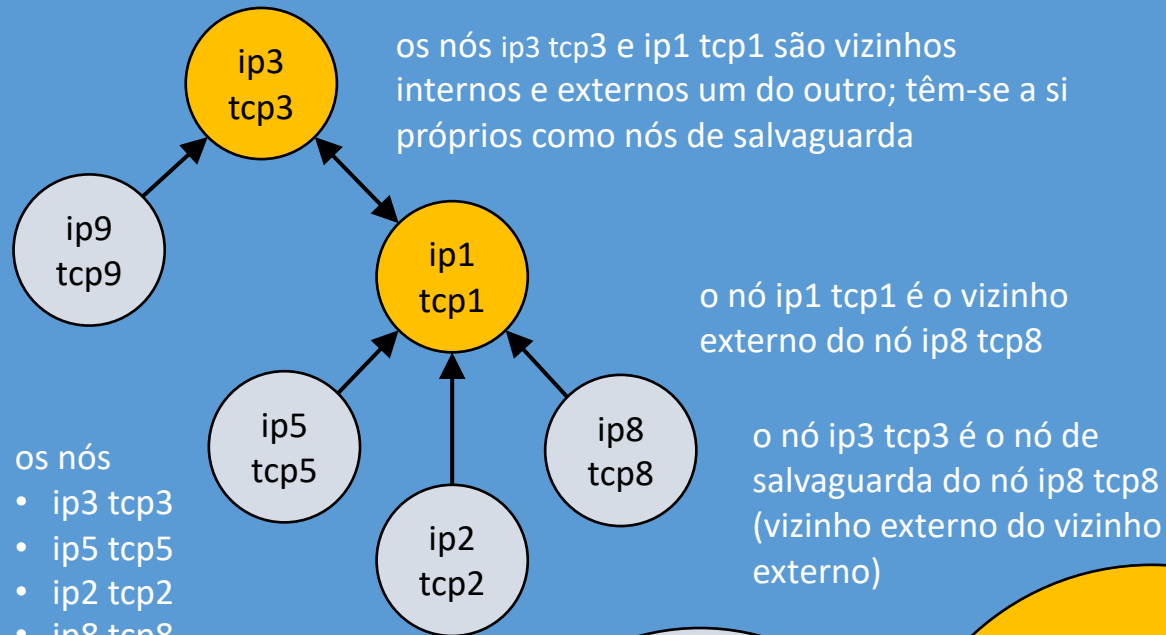 ip3
tcp3
os nós ip3 tcp3 e ip1 tcp1 são vizinhos
internos e externos um do outro; têm-se a si
próprios como nós de salvaguarda
ip9
tcp9
ip1
tcp1
o nó ip1 tcp1 é o vizinho
externo do nó ip8 tcp8
ip5
tcp5
ip8
tcp8
o nó ip3 tcp3 é o nó de
salvaguarda do nó ip8 tcp8
(vizinho externo do vizinho
externo)
ip2
tcp2
os nós
• ip3 tcp3
• ip5 tcp5
• ip2 tcp2
• ip8 tcp8